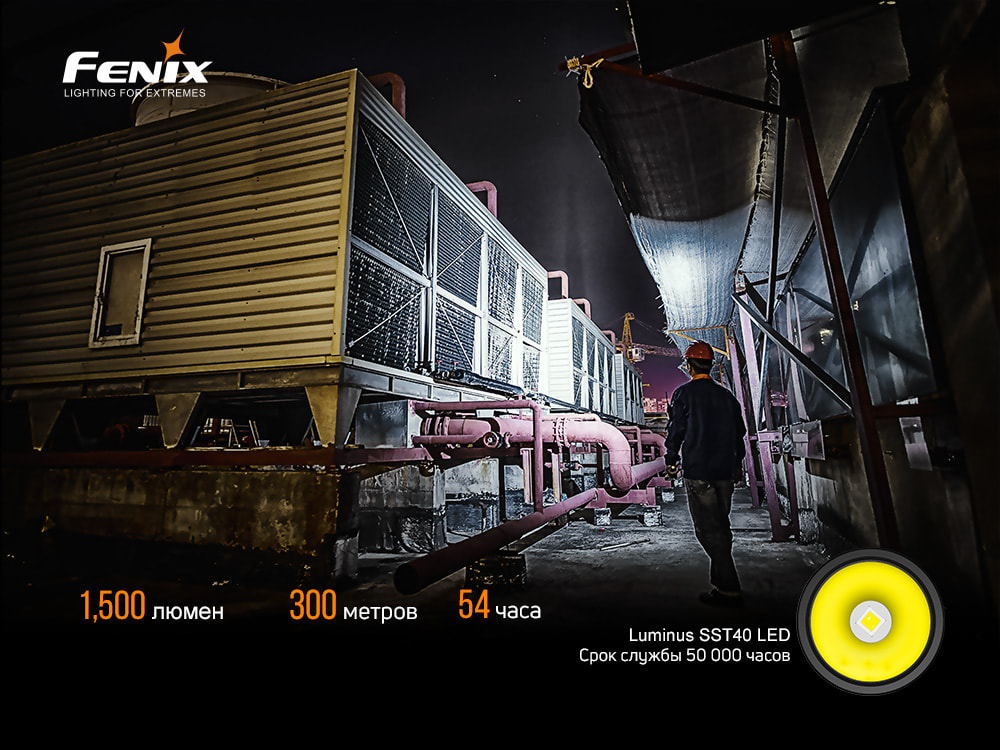 FENIX
LIGHTING FOR EXTREMES
1,500 люмен 300 метров 54 часа
Luminus SST40 LED
Срок службы 50 000 часов